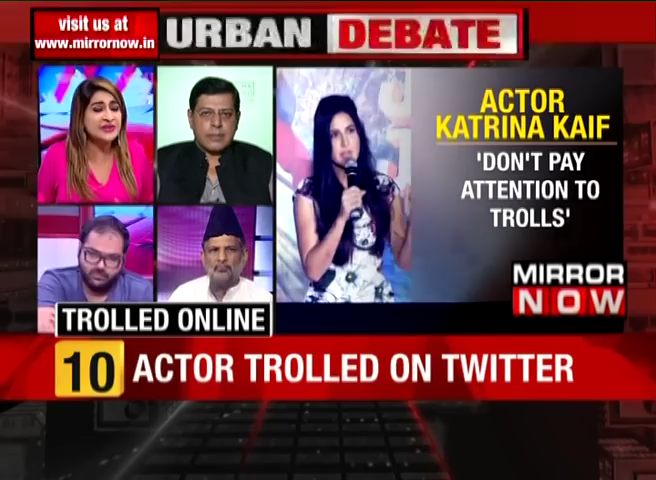 visit us at
www.mirrornow.in
URBAN DEBATE
ACTOR
KATRINA KAIF
'DON'T PAY
ATTENTION TO
TROLLS'
MIRROR
NOW
TROLLED ONLINE
10 ACTOR TROLLED ON TWITTER